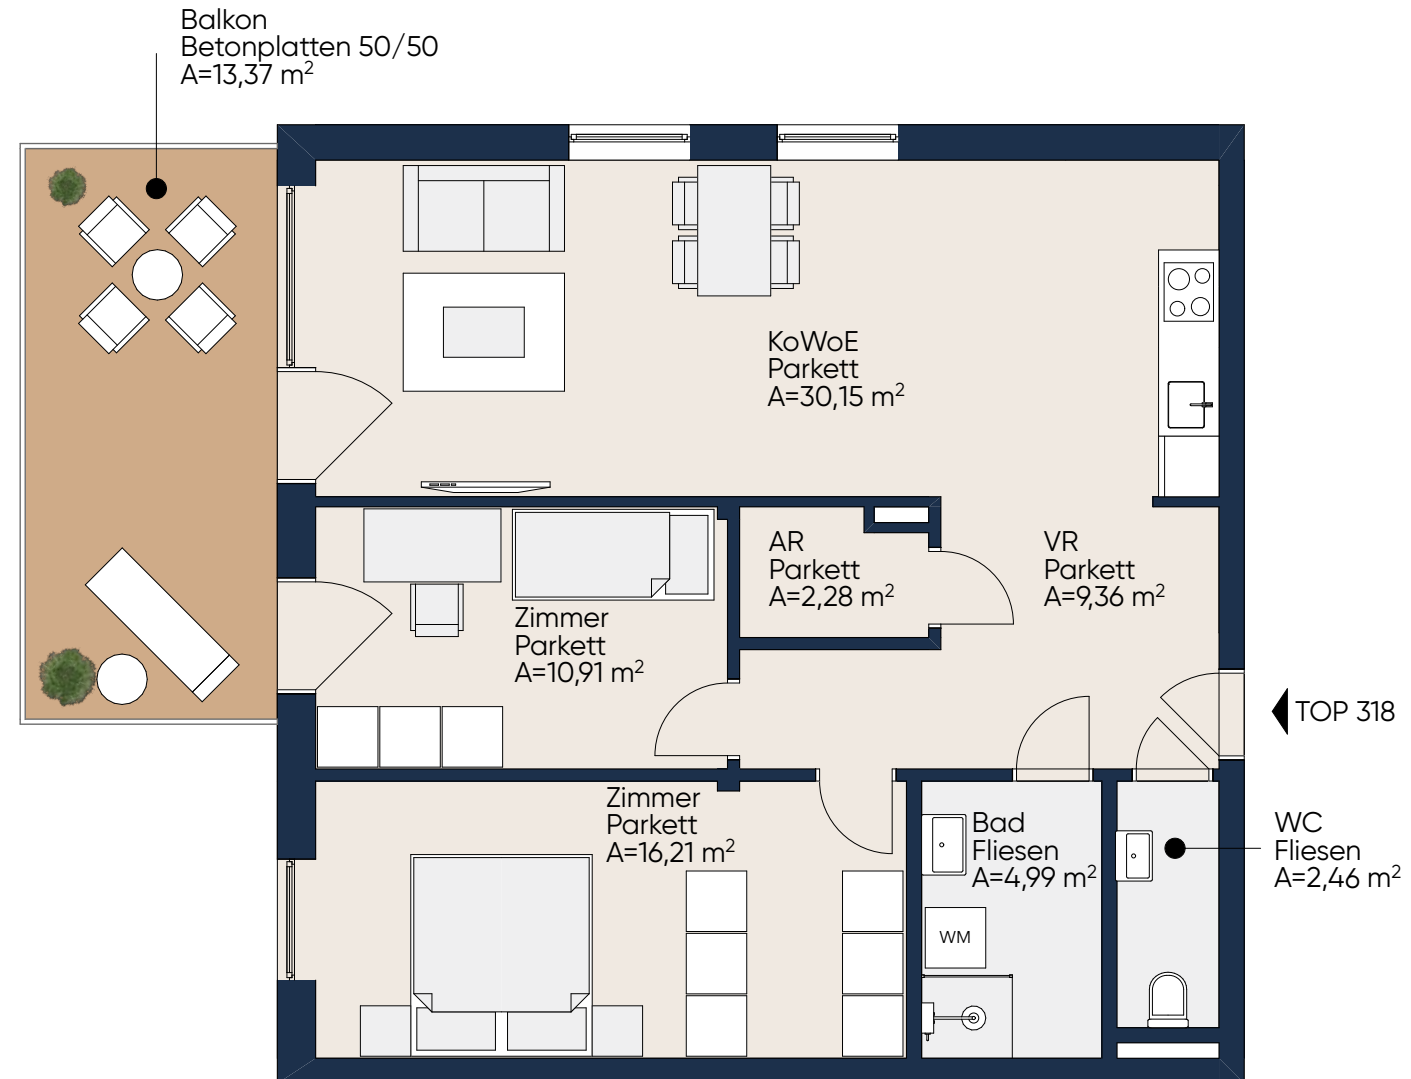 Balkon
Betonplatten 50/50
A=13,37 m²
KoWoE
Parkett
A=30,15 m²
AR
Parkett
A=2,28 m²
VR
Parkett
A=9,36 m²
Zimmer
Parkett
A=10,91 m²
TOP 318
Zimmer
Parkett
A=16,21 m²
Bad
Fliesen
A=4,99 m²
WC
Fliesen
A=2,46 m²
WM